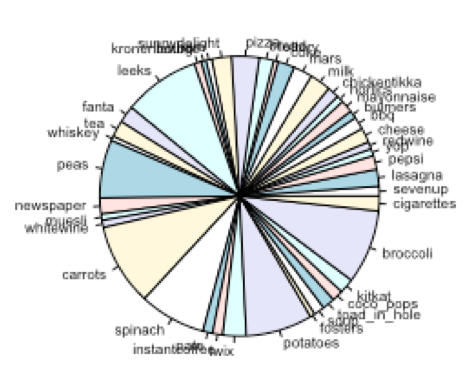 pizza
mars
milk
chickentikka
mayonnaise
bulmers
bbq
cheese
redwine
yop
pepsi
lasagna
sevenup
cigarettes
broccoli
kitkat
coco_pops
toad_in_hole
fosters
potatoes
twix
spinach
carrots
whitewine
muesli
newspaper
peas
whiskey
tea
fanta
leeks